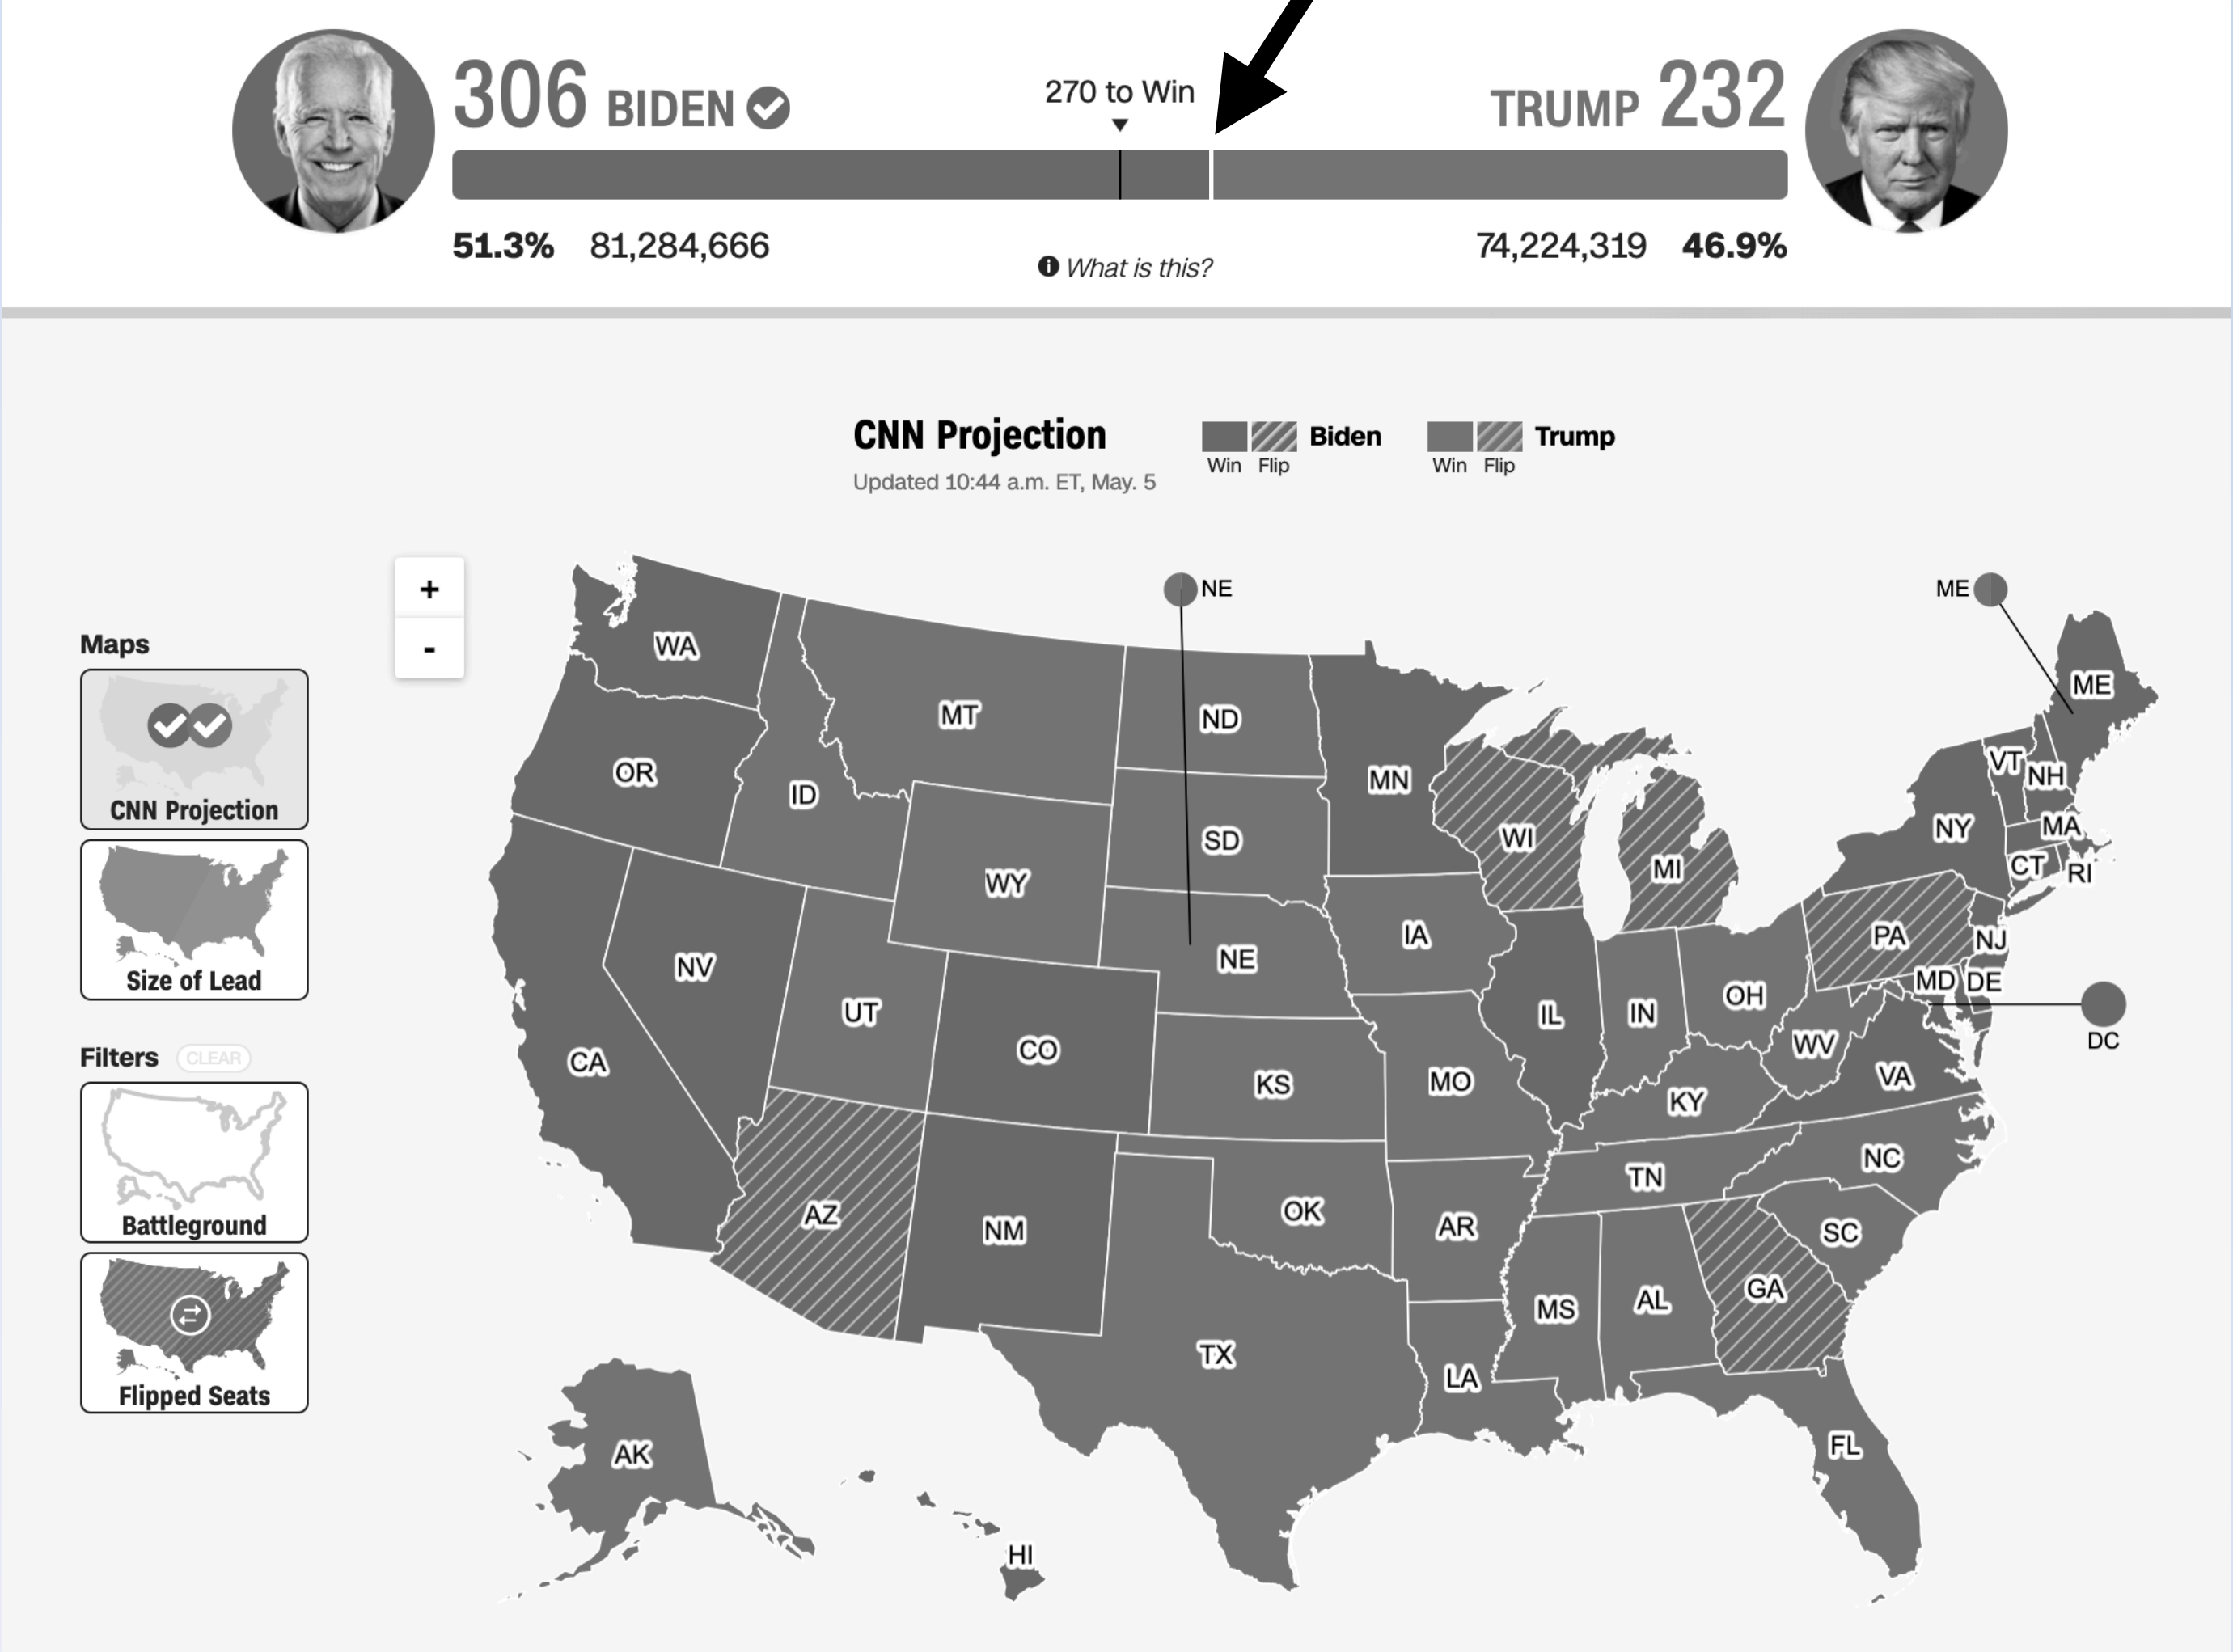 306 BIDEN
270 to Win
TRUMP 232
51.3% 81,284,666
What is this?
74,224,319 46.9%
CNN Projection
Updated 10:44 a.m. ET, May. 5
Win Flip Biden
Win Flip Trump
+
-
Maps
CNN Projection
Size of Lead
Filters CLEAR
Battleground
Flipped Seats
NE
ME
WA
MT
ND
ME
OR
ID
MN
VT
NH
WY
SD
WI
MI
NY
MA
CT
RI
NV
NE
IA
PA
NJ
UT
CO
IL
IN
OH
MD
DE
DC
CA
KS
MO
WV
VA
KY
AZ
NM
OK
AR
TN
NC
SC
TX
LA
MS
AL
GA
AK
HI
FL